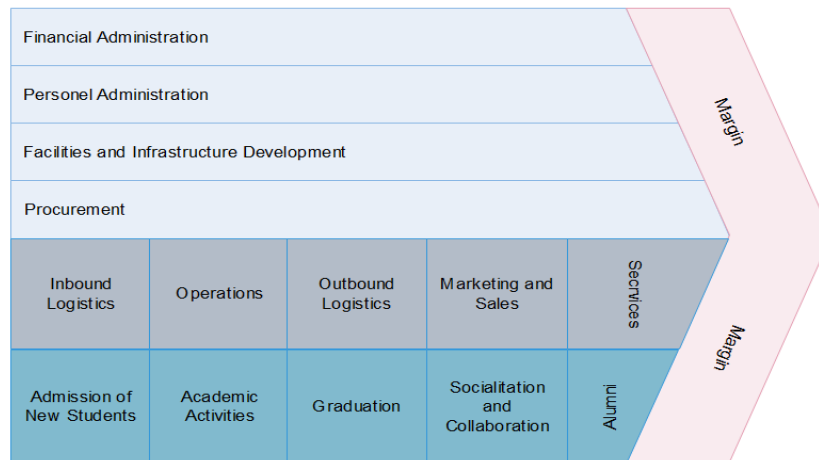 Financial Administration
Personel Administration
Facilities and Infrastructure Development
Procurement
Margin
Inbound
Logistics
Operations
Outbound
Logistics
Marketing and
Sales
Secrvices
Margin
Admission of
New Students
Academic
Activities
Graduation
Socialitation
and
Collaboration
Alumni